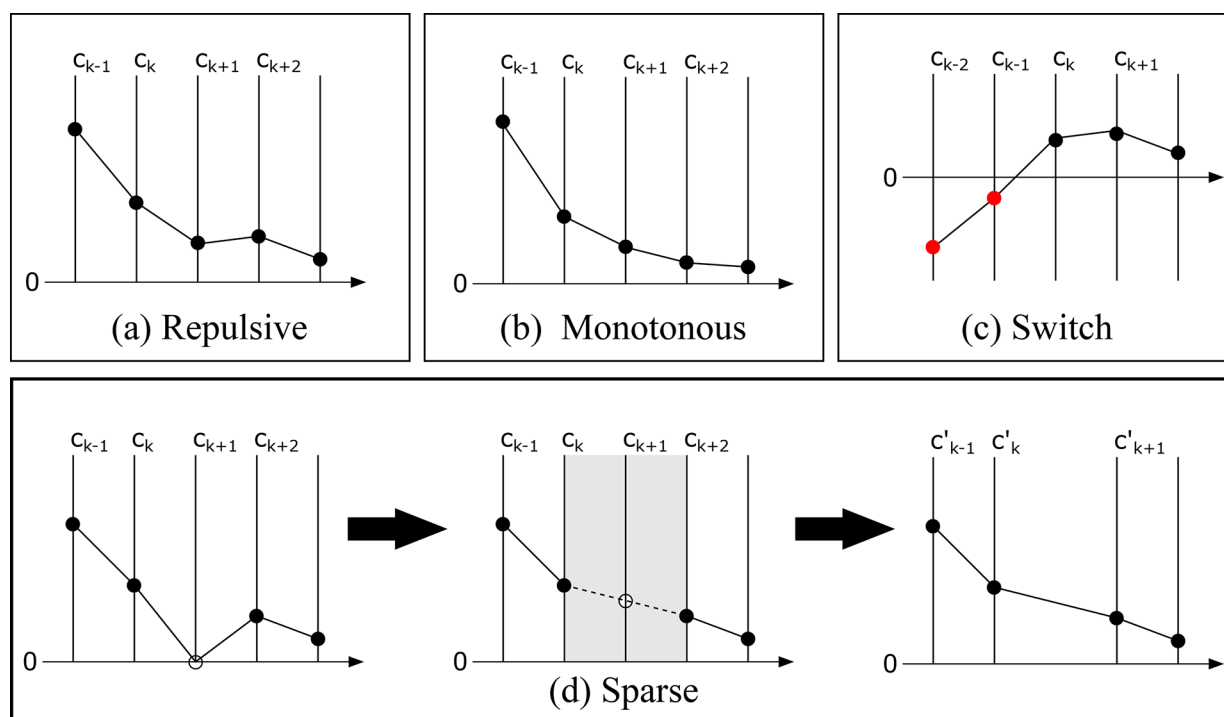 c_{k-1} c_k c_{k+1} c_{k+2}
0
(a) Repulsive
c_{k-1} c_k c_{k+1} c_{k+2}
0
(b) Monotonous
c_{k-2} c_{k-1} c_k c_{k+1}
0
(c) Switch
c_{k-1} c_k c_{k+1} c_{k+2}
0
c_{k-1} c_k c_{k+1} c_{k+2}
0
c'_{k-1} c'_k c'_{k+1}
0
(d) Sparse